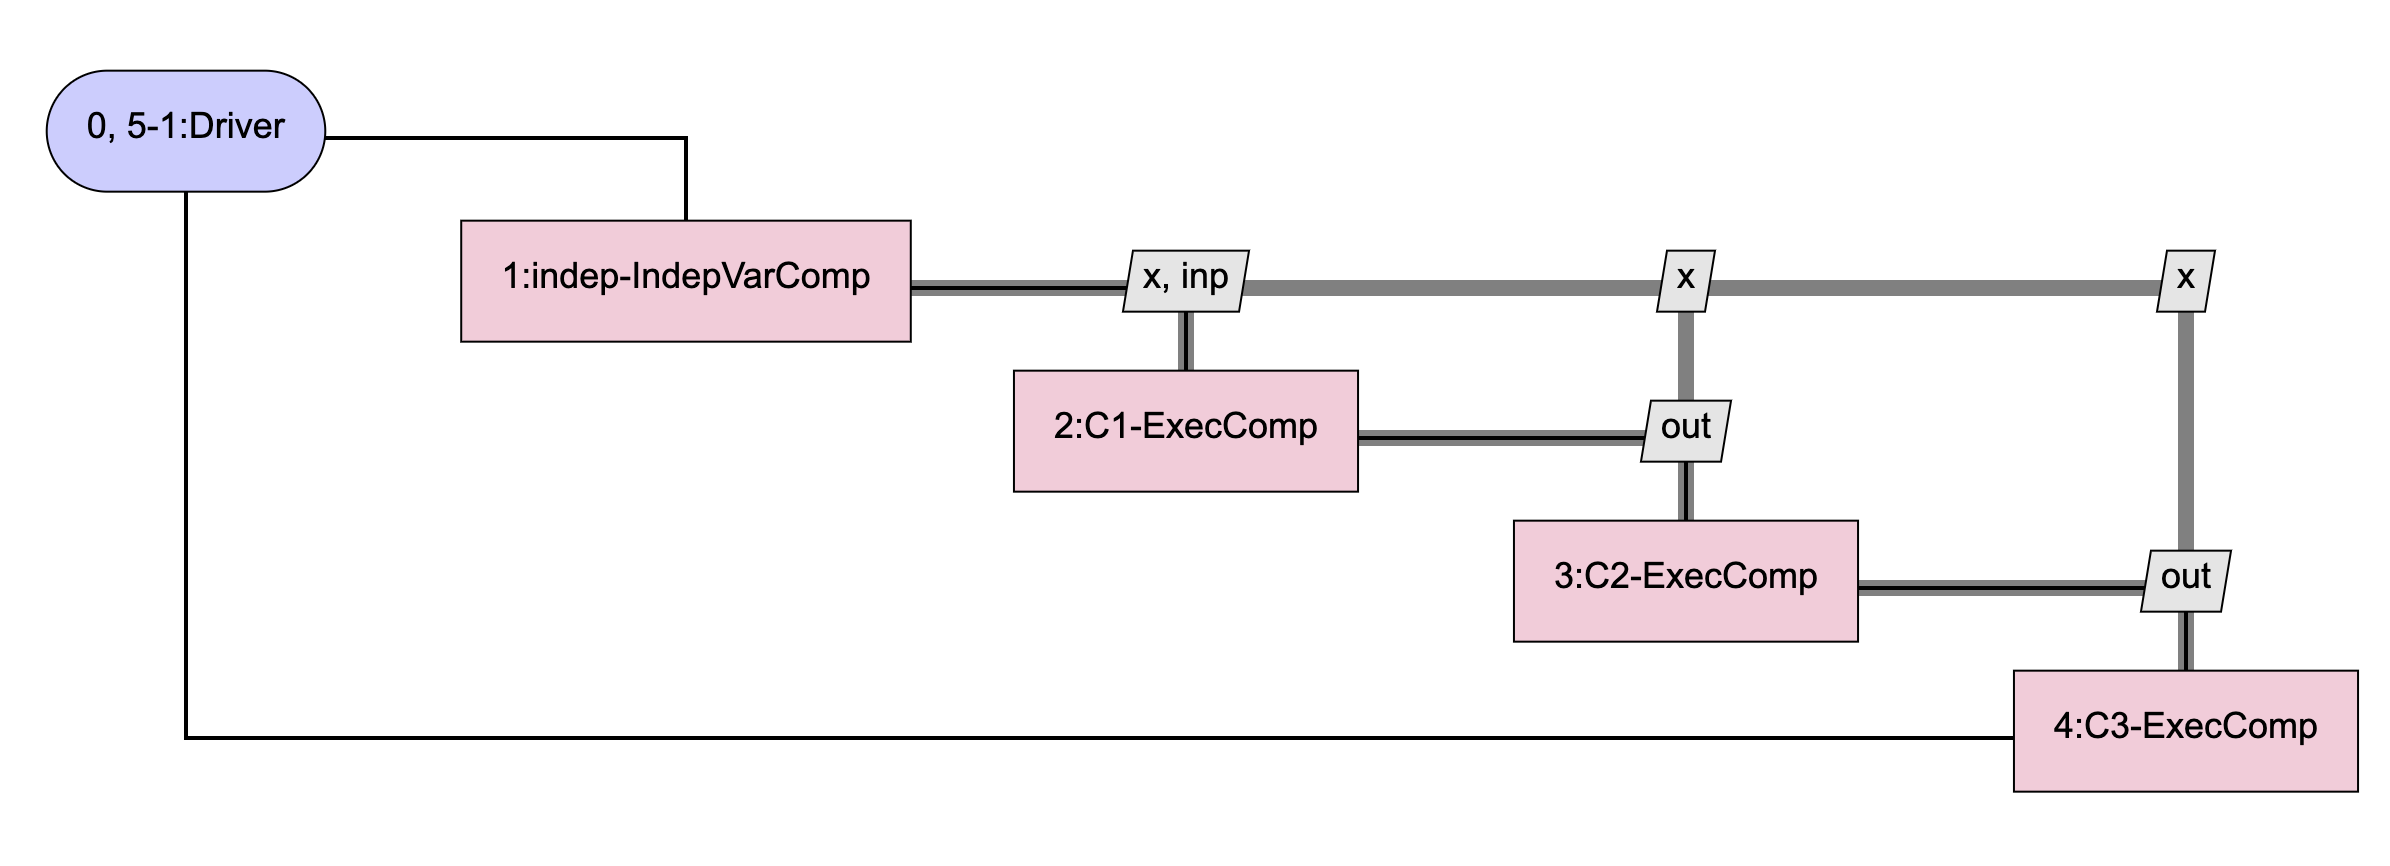 0, 5-1:Driver
1:indep-IndepVarComp
x, inp
x
x
2:C1-ExecComp
out
3:C2-ExecComp
out
4:C3-ExecComp